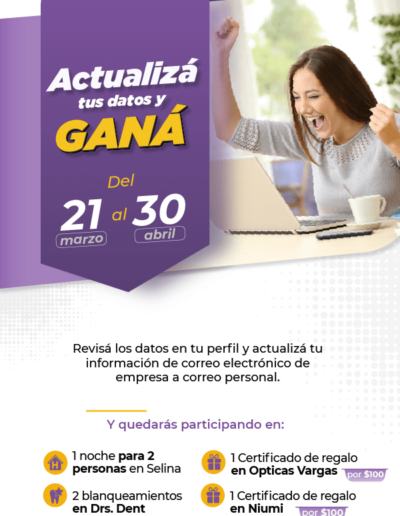 Actualizá
tus datos y
GANÁ
Del
21 al 30
marzo abril
Revisá los datos en tu perfil y actualizá tu
información de correo electrónico de
empresa a correo personal.
Y quedarás participando en:
1 noche para 2
personas en Selina
1 Certificado de regalo
en Opticas Vargas por $100
2 blanqueamientos
en Drs. Dent
1 Certificado de regalo
en Niumi por $100